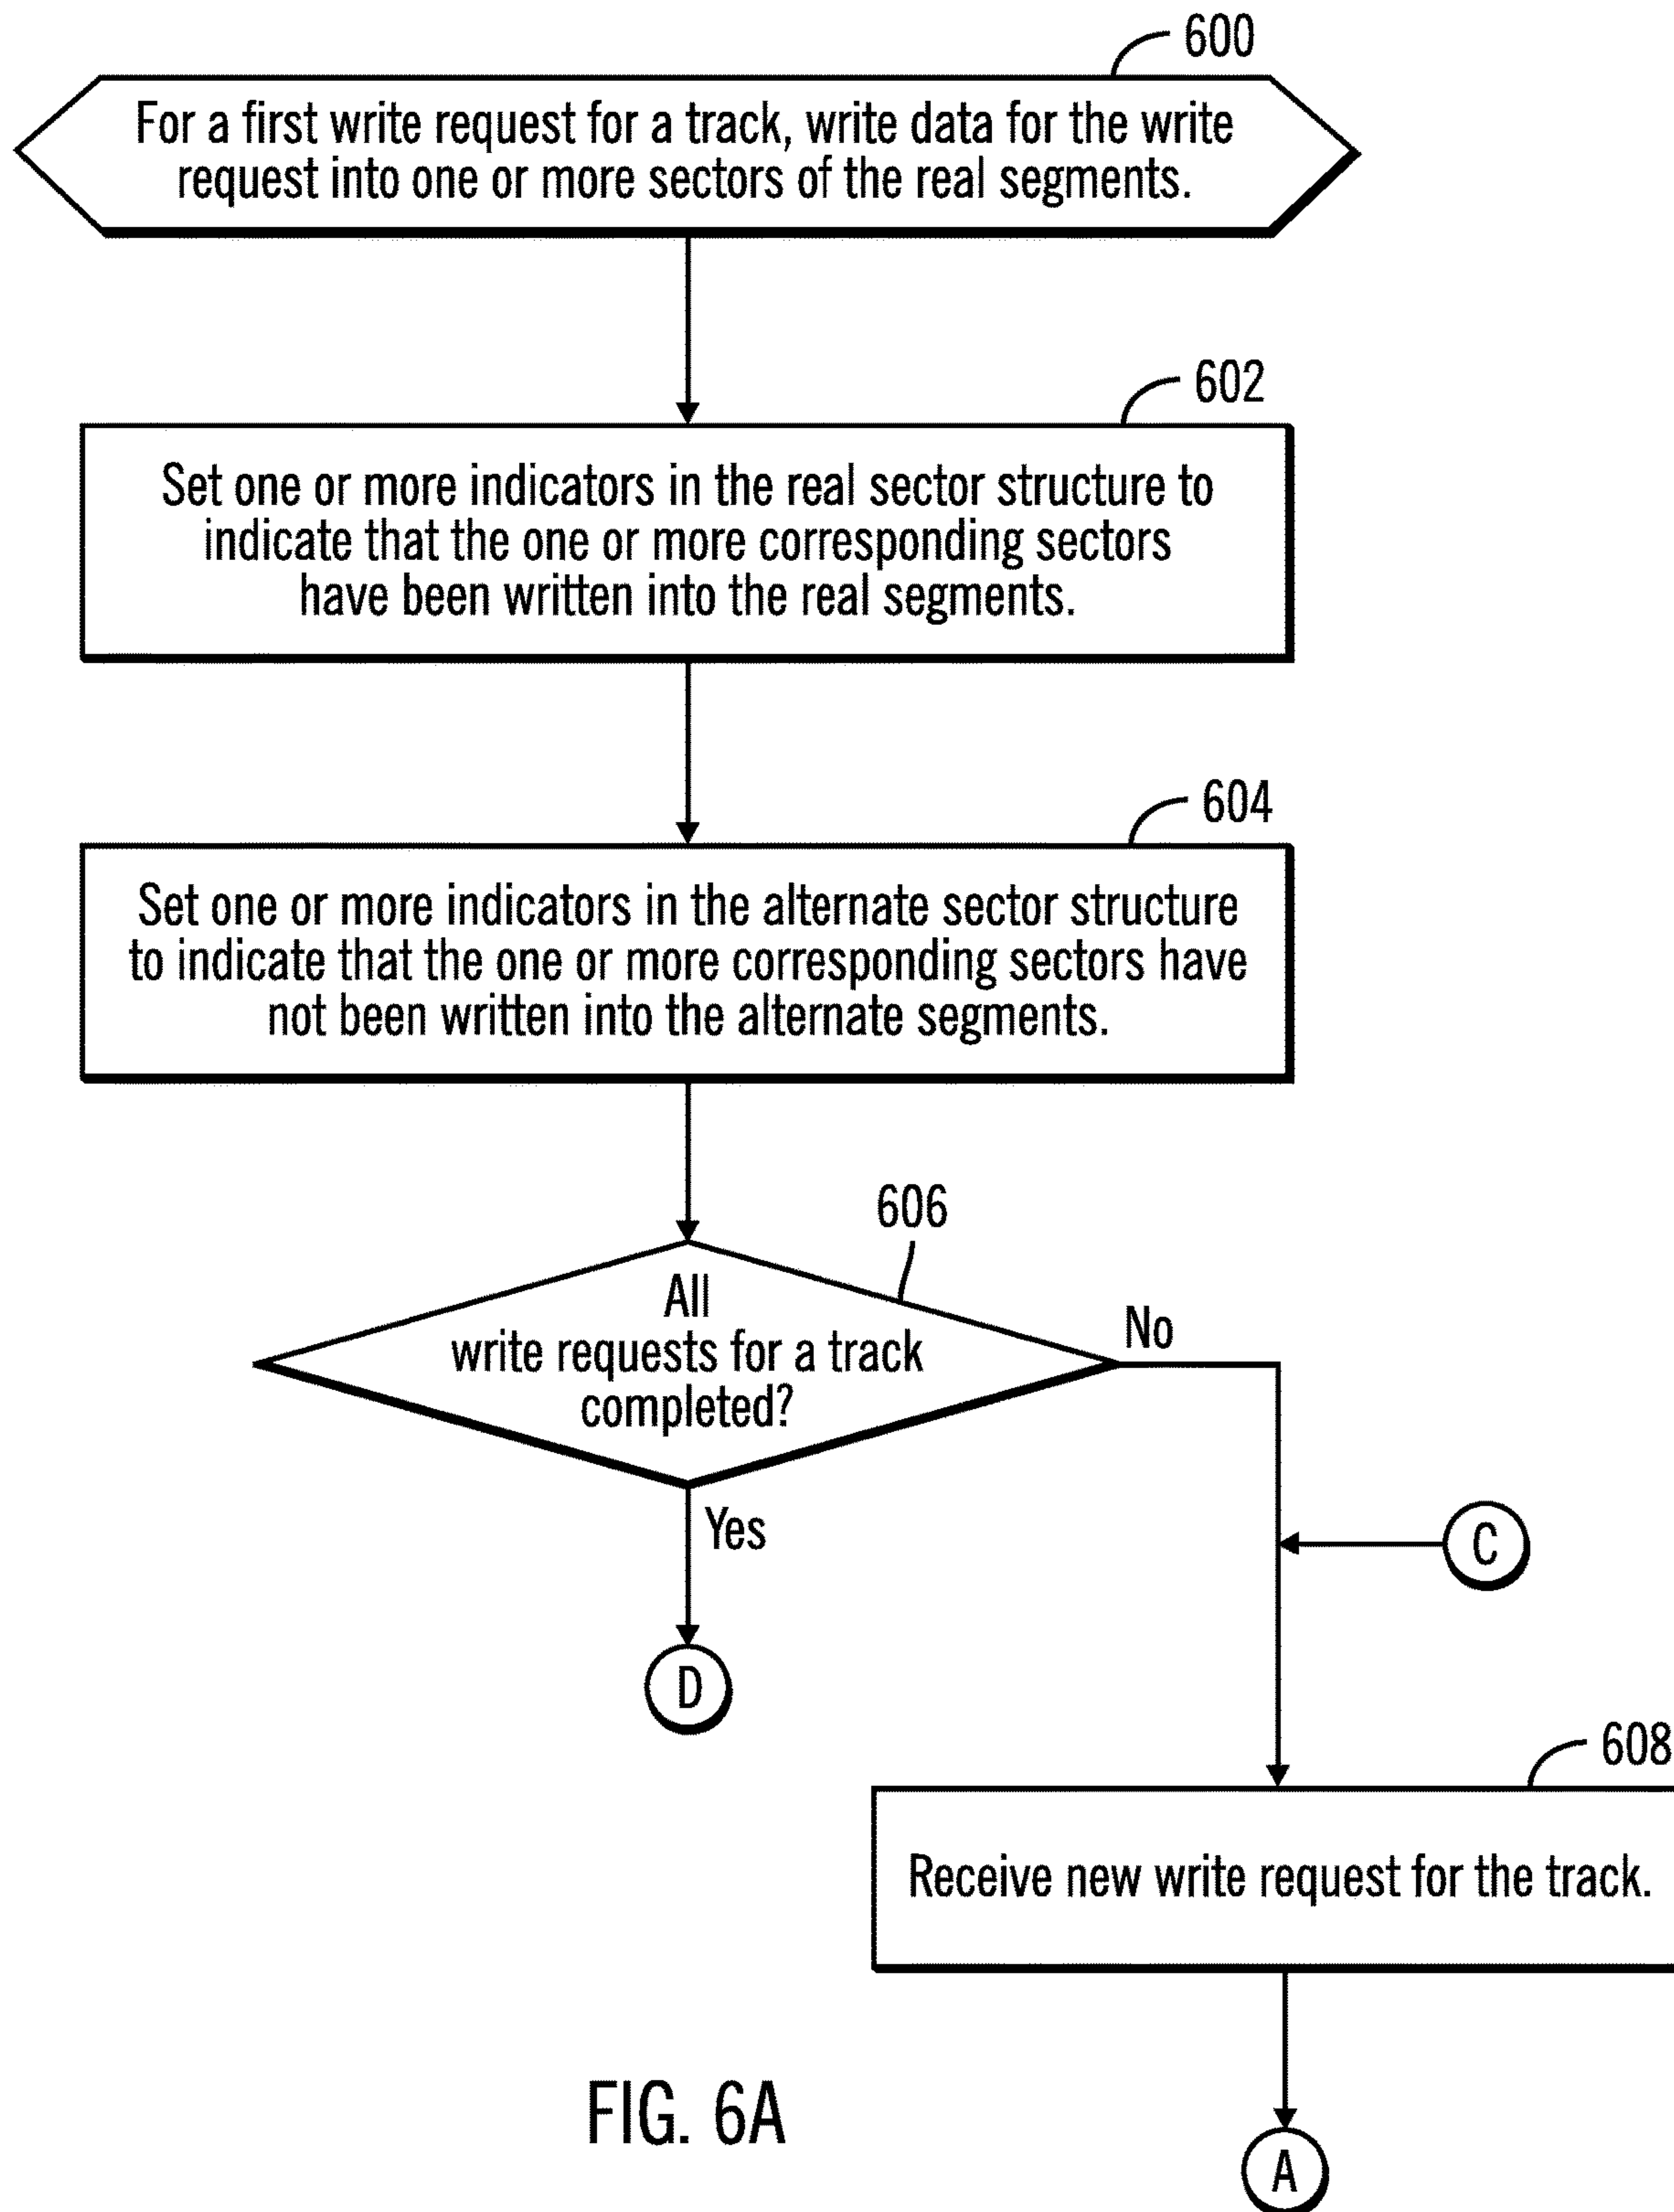 600
For a first write request for a track, write data for the write
request into one or more sectors of the real segments.
602
Set one or more indicators in the real sector structure to
indicate that the one or more corresponding sectors
have been written into the real segments.
604
Set one or more indicators in the alternate sector structure
to indicate that the one or more corresponding sectors have
not been written into the alternate segments.
606
All
write requests for a track
completed?
No
Yes
C
D
608
Receive new write request for the track.
FIG. 6A
A